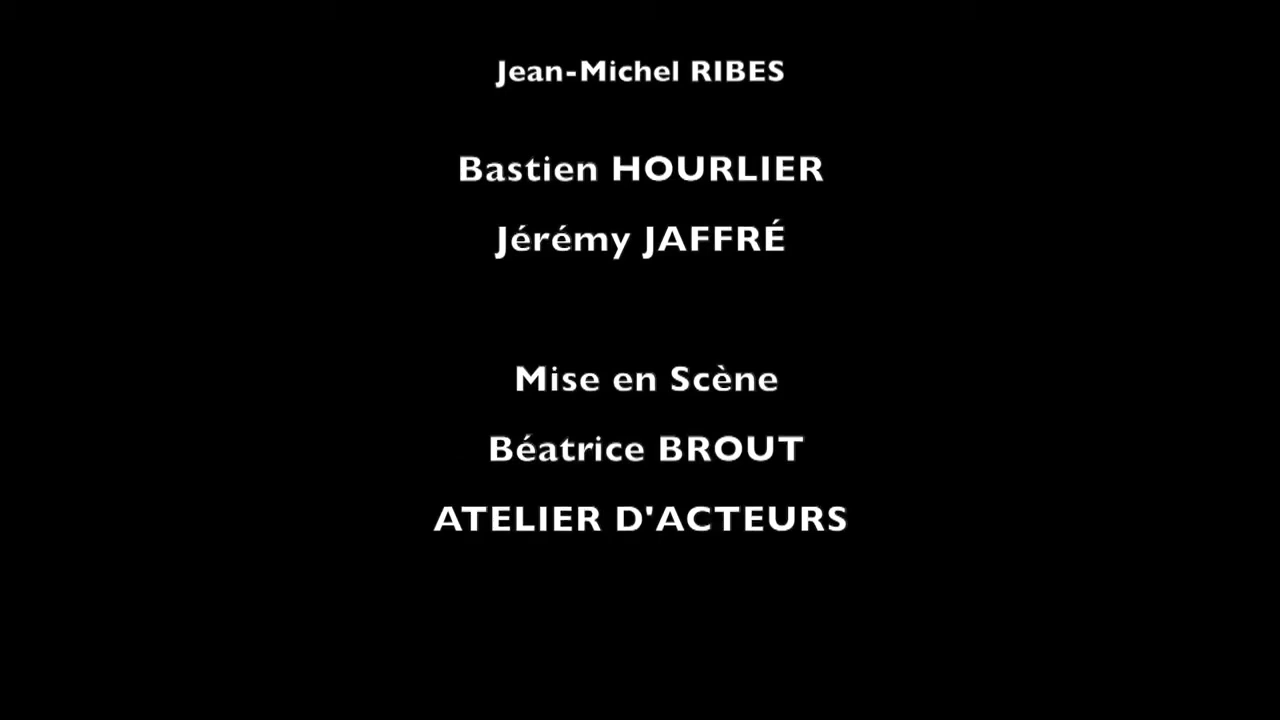 Jean-Michel RIBES
Bastien HOURLIER
Jérémy JAFFRÉ
Mise en Scène
Béatrice BROUT
ATELIER D'ACTEURS